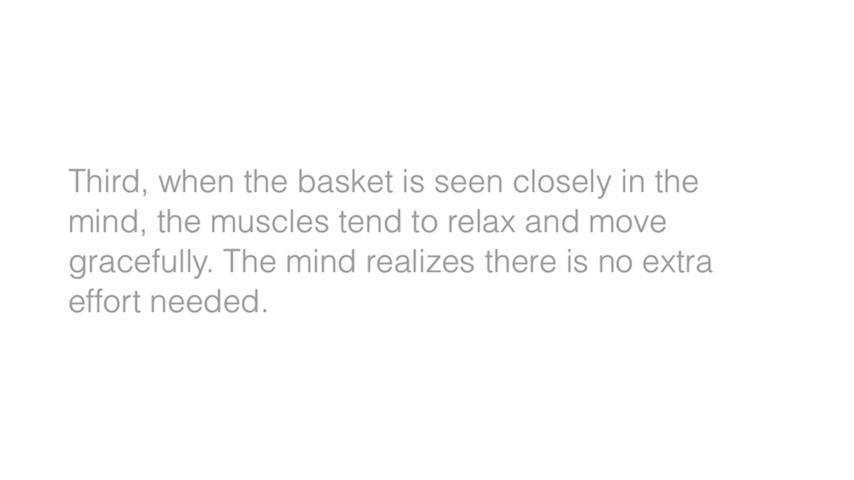 Third, when the basket is seen closely in the
mind, the muscles tend to relax and move
gracefully. The mind realizes there is no extra
effort needed.